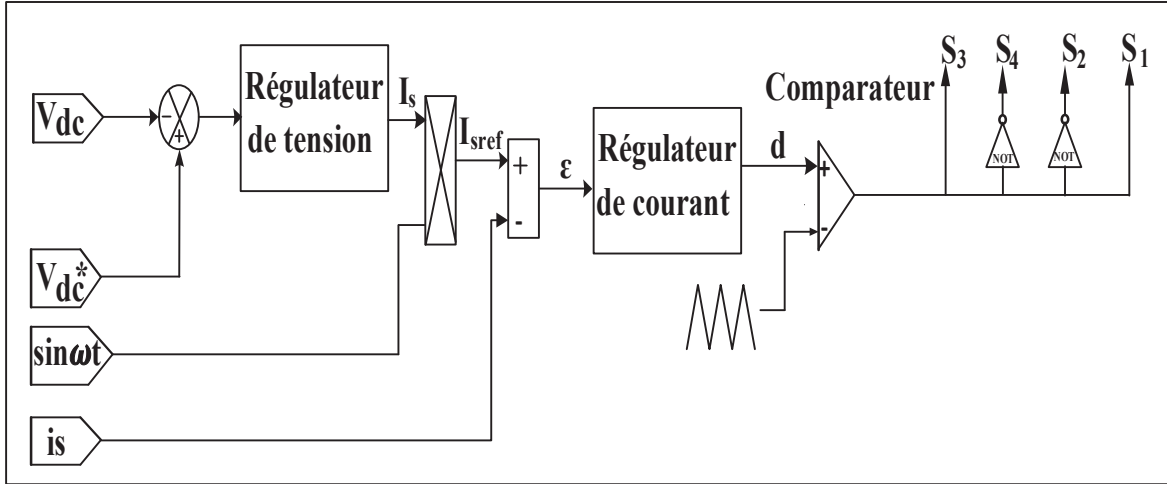 S3 S4 S2 S1
Comparateur
NOT NOT
Vdc
- +
Régulateur
de tension
Is
Isref
+ -
ε
Régulateur
de courant
d
+ -
Vdc*
sinωt
is